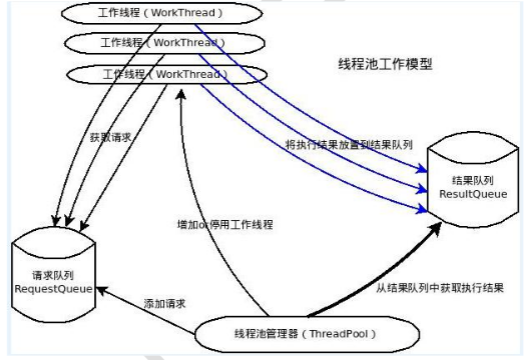 工作线程（WorkThread）
工作线程（WorkThread）
工作线程（WorkThread）
线程池工作模型
获取请求
将执行结果放置到结果队列
结果队列
ResultQueue
增加or停用工作线程
请求队列
RequestQueue
添加请求
从结果队列中获取执行结果
线程池管理器（ThreadPool）